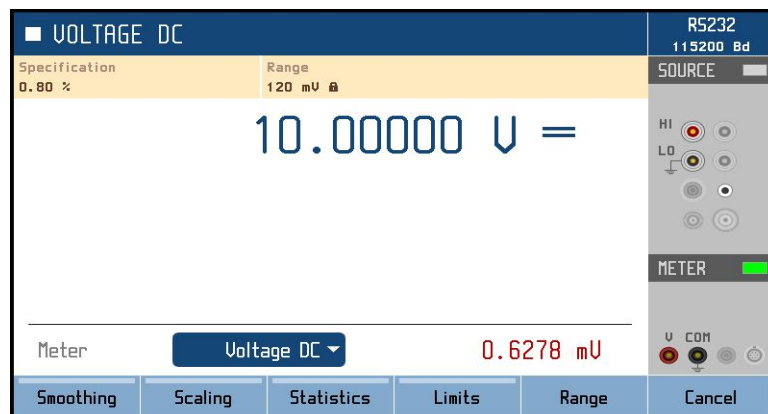 VOLTAGE DC
RS232
115200 Bd
Specification
0.80 %
Range
120 mV
SOURCE
10.00000 V
HI
LO
METER
Meter
Voltage DC
0.6278 mV
V COM
Smoothing
Scaling
Statistics
Limits
Range
Cancel